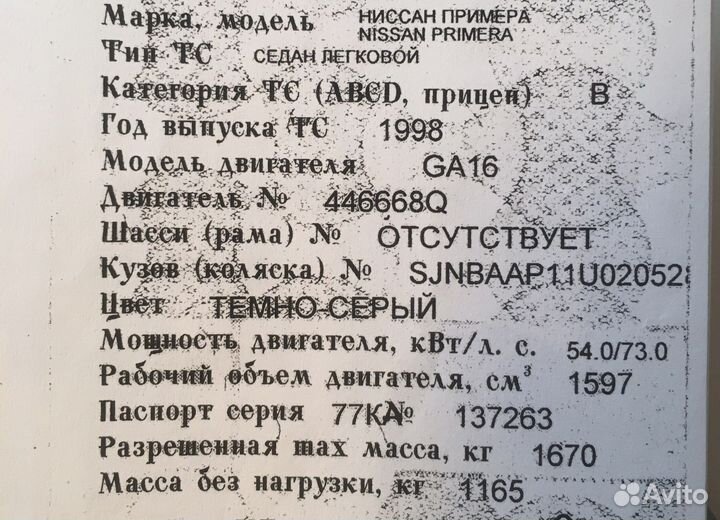 Марка, модель НИССАН ПРИМЕРА
NISSAN PRIMERA
Тип ТС СЕДАН ЛЕГКОВОЙ
Категория ТС (ABCD, прицеп) B
Год выпуска ТС 1998
Модель двигателя GA16
Двигатель № 446668Q
Шасси (рама) № ОТСУТСТВУЕТ
Кузов (коляска) № SJNBAAP11U02052
Цвет ТЕМНО-СЕРЫЙ
Мощность двигателя, кВт/л. с. 54.0/73.0
Рабочий объем двигателя, см³ 1597
Паспорт серия 77КА № 137263
Разрешенная max масса, кг 1670
Масса без нагрузки, кг 1165
Avito